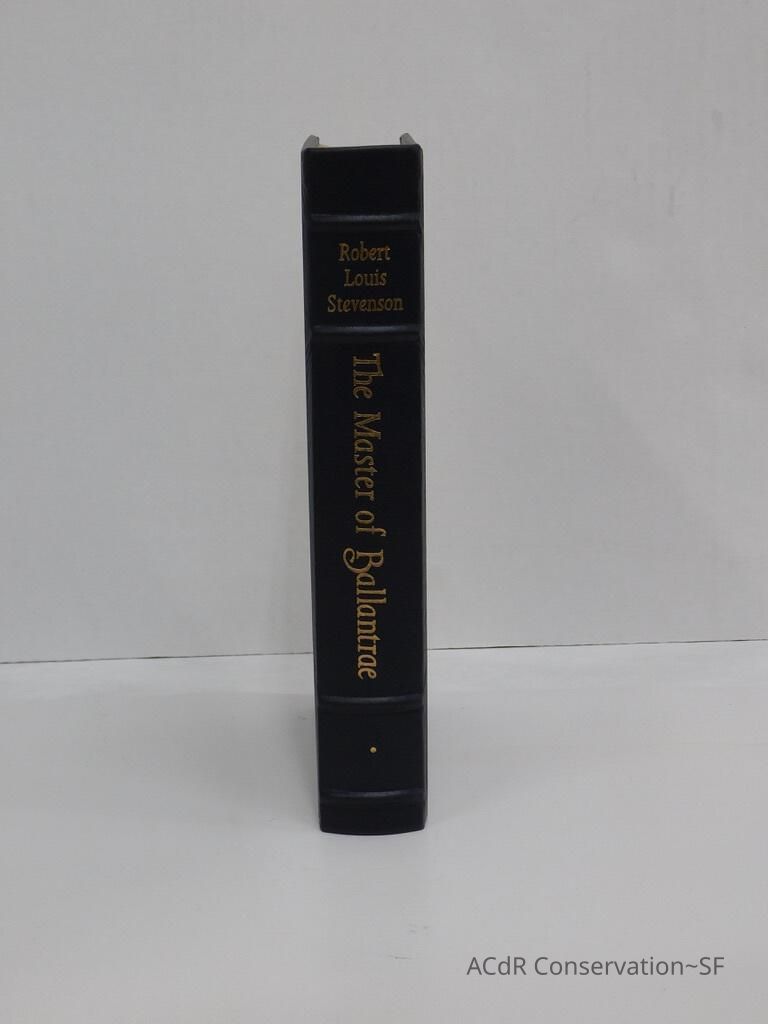 Robert
Louis
Stevenson
The Master of Ballantrae
ACdR Conservation~SF